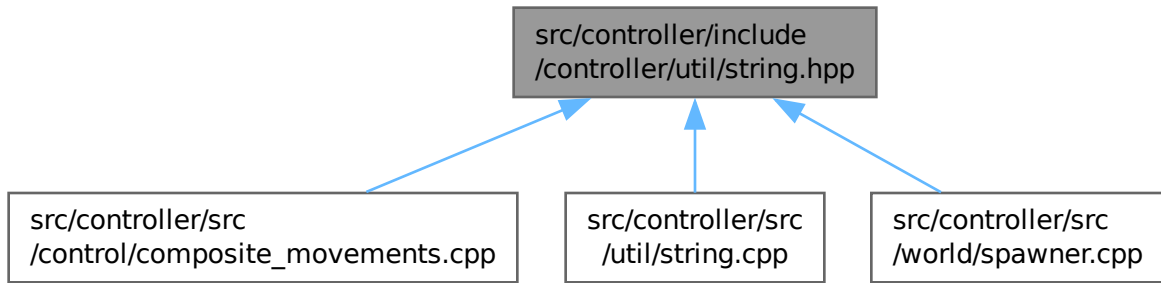 src/controller/include
/controller/util/string.hpp
src/controller/src
/control/composite_movements.cpp
src/controller/src
/util/string.cpp
src/controller/src
/world/spawner.cpp